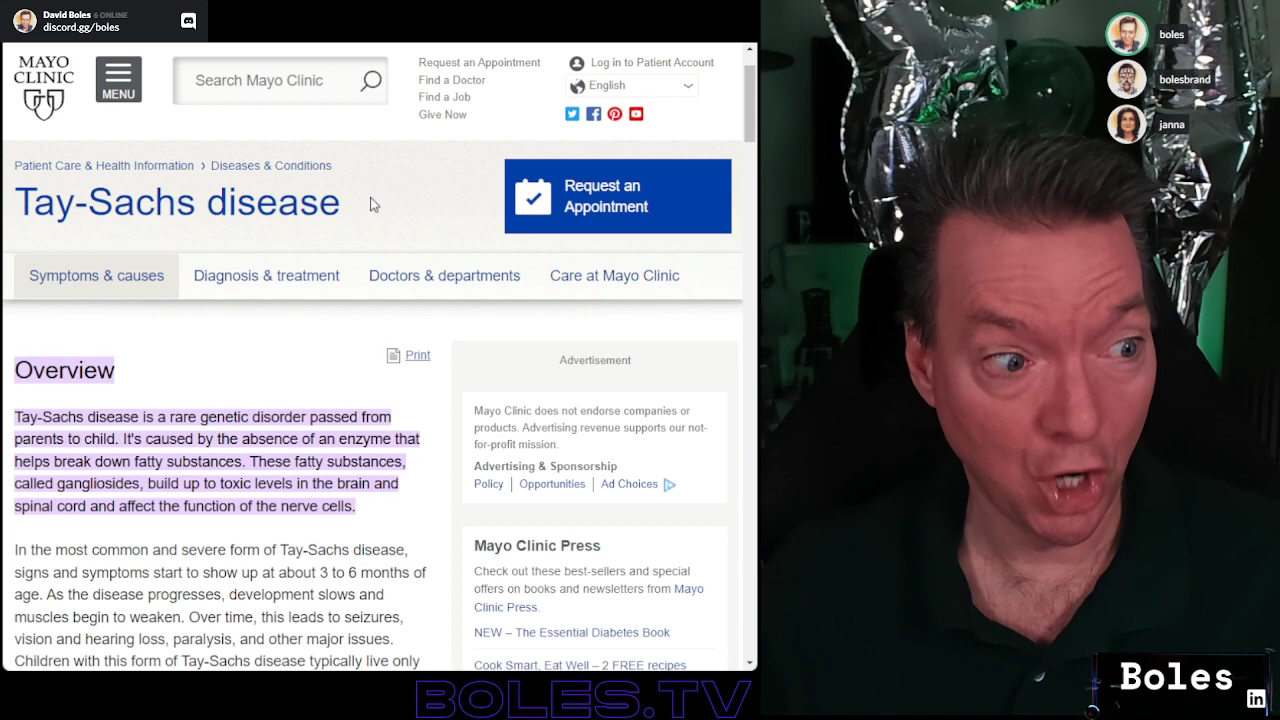 David Boles 6 ONLINE
discord.gg/boles
MAYO
CLINIC
MENU
Search Mayo Clinic
Request an Appointment
Find a Doctor
Find a Job
Give Now
Log in to Patient Account
English
Patient Care & Health Information › Diseases & Conditions
Tay-Sachs disease
Request an
Appointment
Symptoms & causes
Diagnosis & treatment
Doctors & departments
Care at Mayo Clinic
Print
Overview
Tay-Sachs disease is a rare genetic disorder passed from
parents to child. It's caused by the absence of an enzyme that
helps break down fatty substances. These fatty substances,
called gangliosides, build up to toxic levels in the brain and
spinal cord and affect the function of the nerve cells.
In the most common and severe form of Tay-Sachs disease,
signs and symptoms start to show up at about 3 to 6 months of
age. As the disease progresses, development slows and
muscles begin to weaken. Over time, this leads to seizures,
vision and hearing loss, paralysis, and other major issues.
Children with this form of Tay-Sachs disease typically live only
Advertisement
Mayo Clinic does not endorse companies or
products. Advertising revenue supports our not-
for-profit mission.
Advertising & Sponsorship
Policy | Opportunities | Ad Choices
Mayo Clinic Press
Check out these best-sellers and special
offers on books and newsletters from Mayo
Clinic Press.
NEW – The Essential Diabetes Book
Cook Smart, Eat Well – 2 FREE recipes
boles
bolesbrand
janna
BOLES.TV
Boles
in